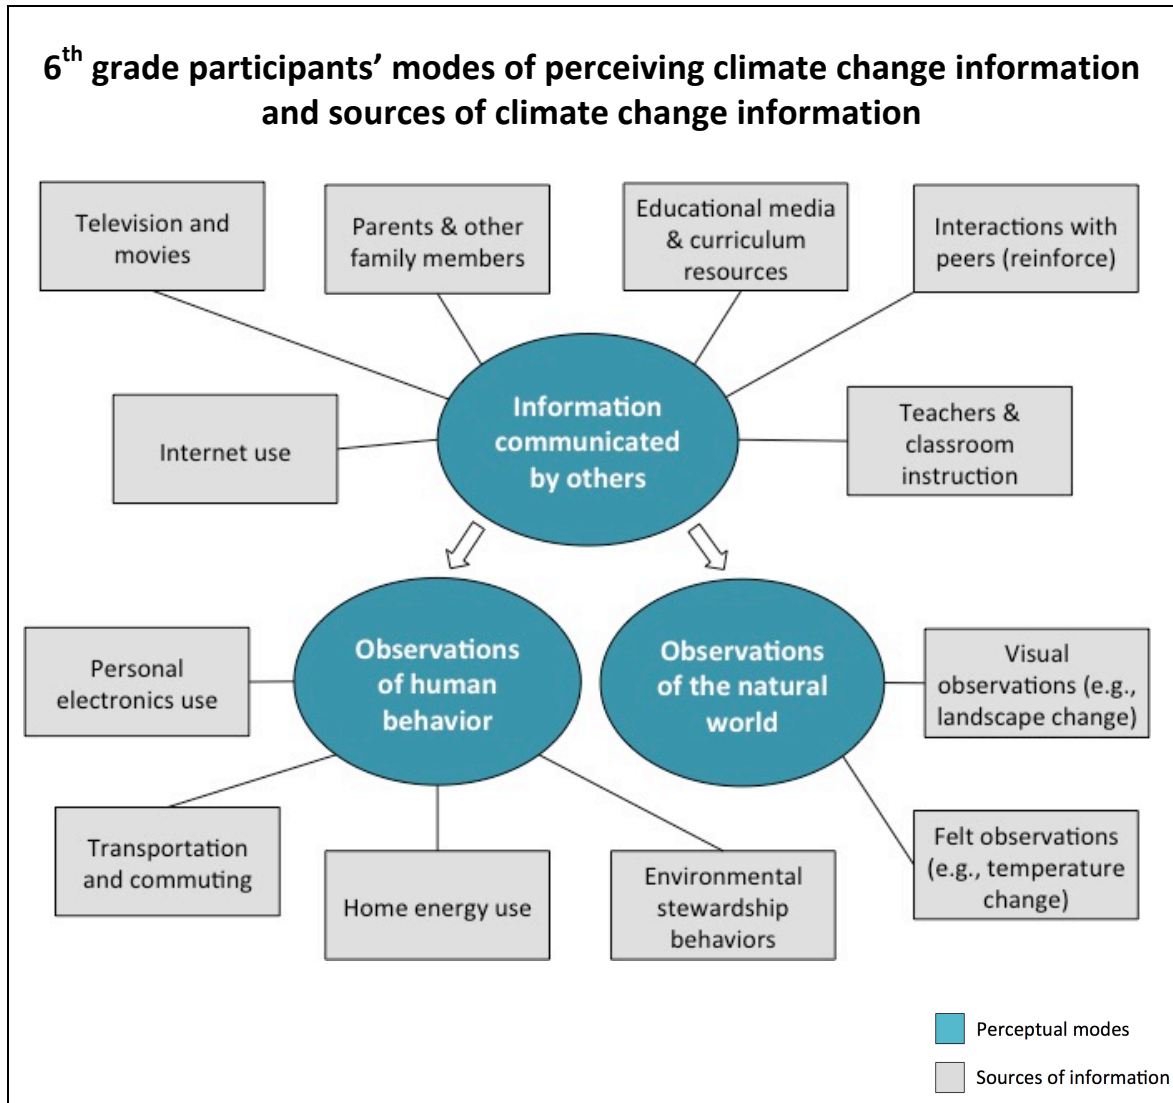 6th grade participants’ modes of perceiving climate change information
and sources of climate change information
Television and
movies
Parents & other
family members
Educational media
& curriculum
resources
Interactions with
peers (reinforce)
Internet use
Information
communicated
by others
Teachers &
classroom
instruction
Personal
electronics use
Observations
of human
behavior
Observations
of the natural
world
Visual
observations (e.g.,
landscape change)
Transportation
and commuting
Home energy use
Environmental
stewardship
behaviors
Felt observations
(e.g., temperature
change)
Perceptual modes
Sources of information